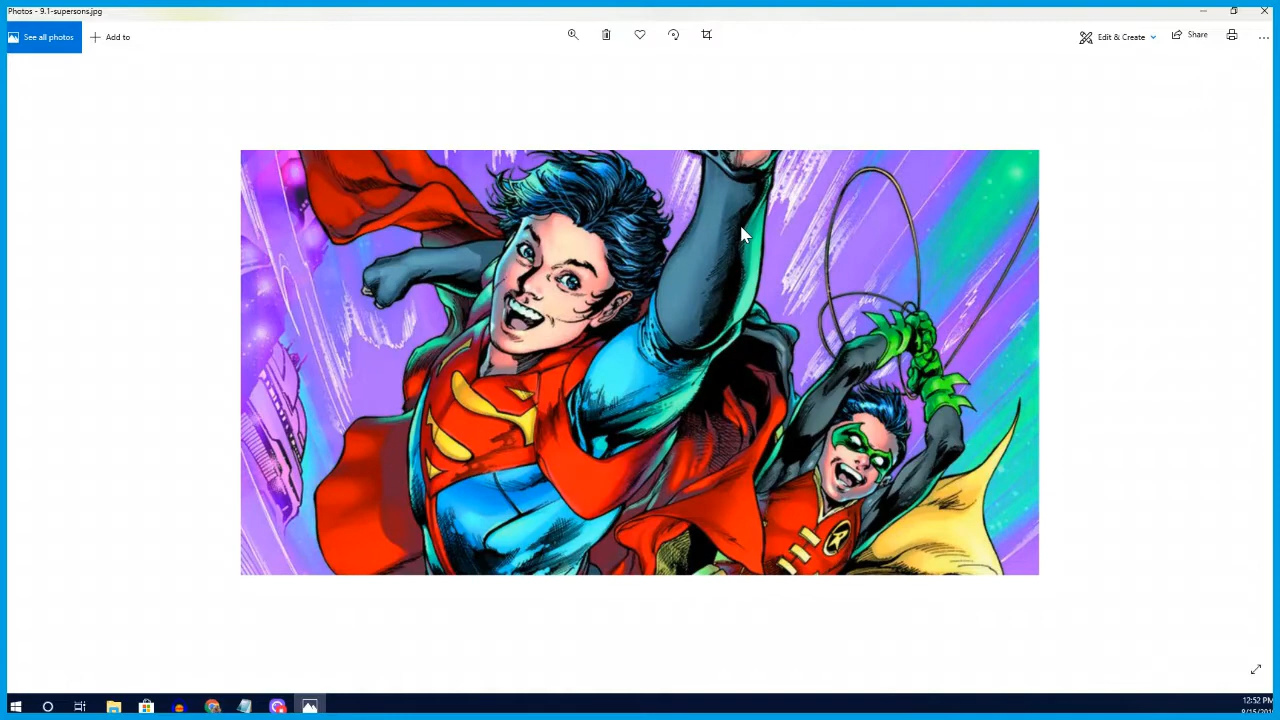 Photos - 9.1-supersons.jpg
See all photos
Add to
Edit & Create
Share
R
12:52 PM